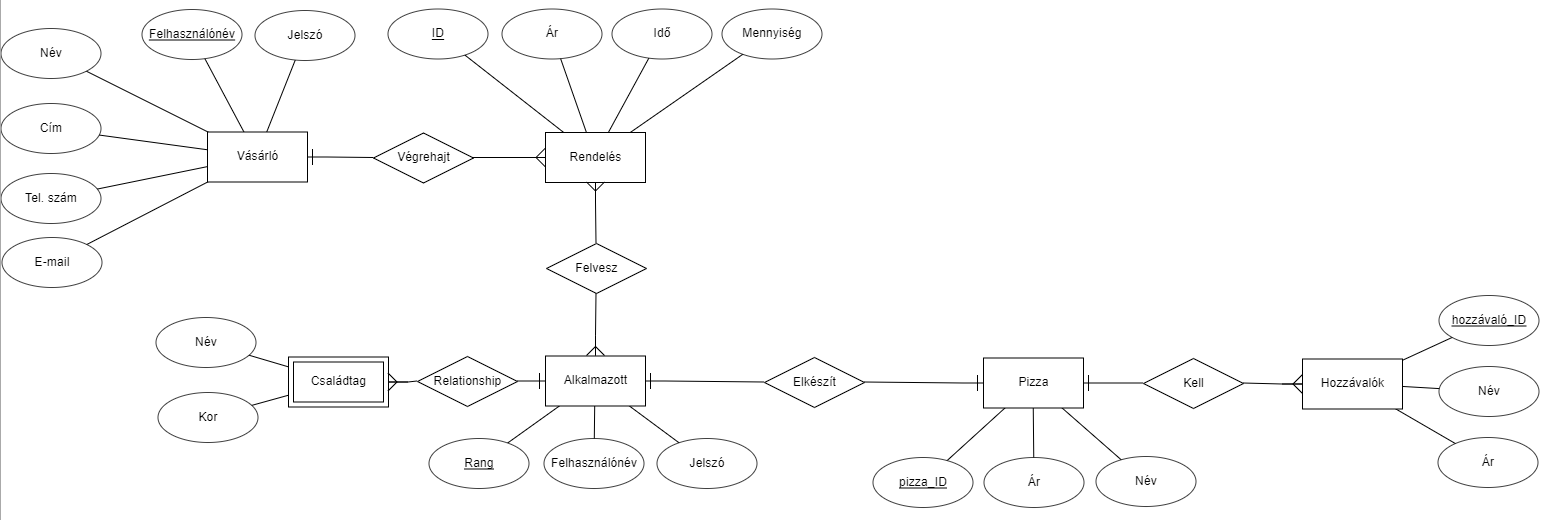 Felhasználónév
Jelszó
ID
Ár
Idő
Mennyiség
Név
Cím
Vásárló
Végrehajt
Rendelés
Tel. szám
E-mail
Felvesz
Név
hozzávaló_ID
Családtag
Relationship
Alkalmazott
Elkészít
Pizza
Kell
Hozzávalók
Név
Kor
Rang
Felhasználónév
Jelszó
pizza_ID
Ár
Név
Ár